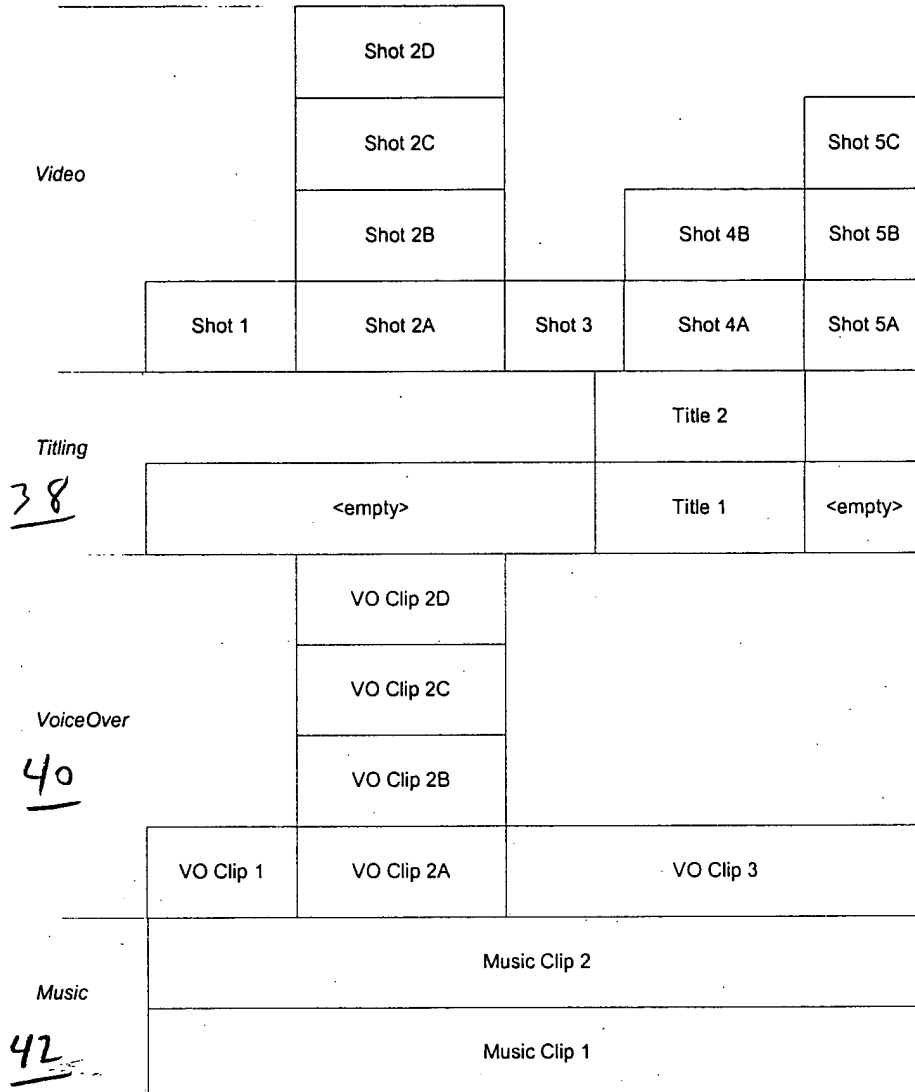 Shot 2D
Shot 2C
Shot 5C
Video
Shot 2B
Shot 4B
Shot 5B
Shot 1
Shot 2A
Shot 3
Shot 4A
Shot 5A
Title 2
Titling
38
<empty>
Title 1
<empty>
VO Clip 2D
VO Clip 2C
VoiceOver
40
VO Clip 2B
VO Clip 1
VO Clip 2A
VO Clip 3
Music Clip 2
Music
42
Music Clip 1